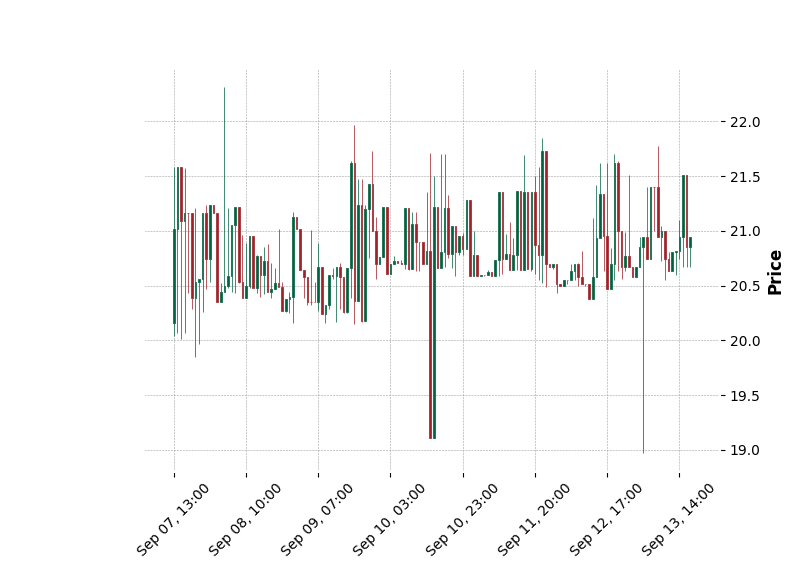 22.0
21.5
21.0
20.5
20.0
19.5
19.0
Price
Sep 07, 13:00
Sep 08, 10:00
Sep 09, 07:00
Sep 10, 03:00
Sep 10, 23:00
Sep 11, 20:00
Sep 12, 17:00
Sep 13, 14:00